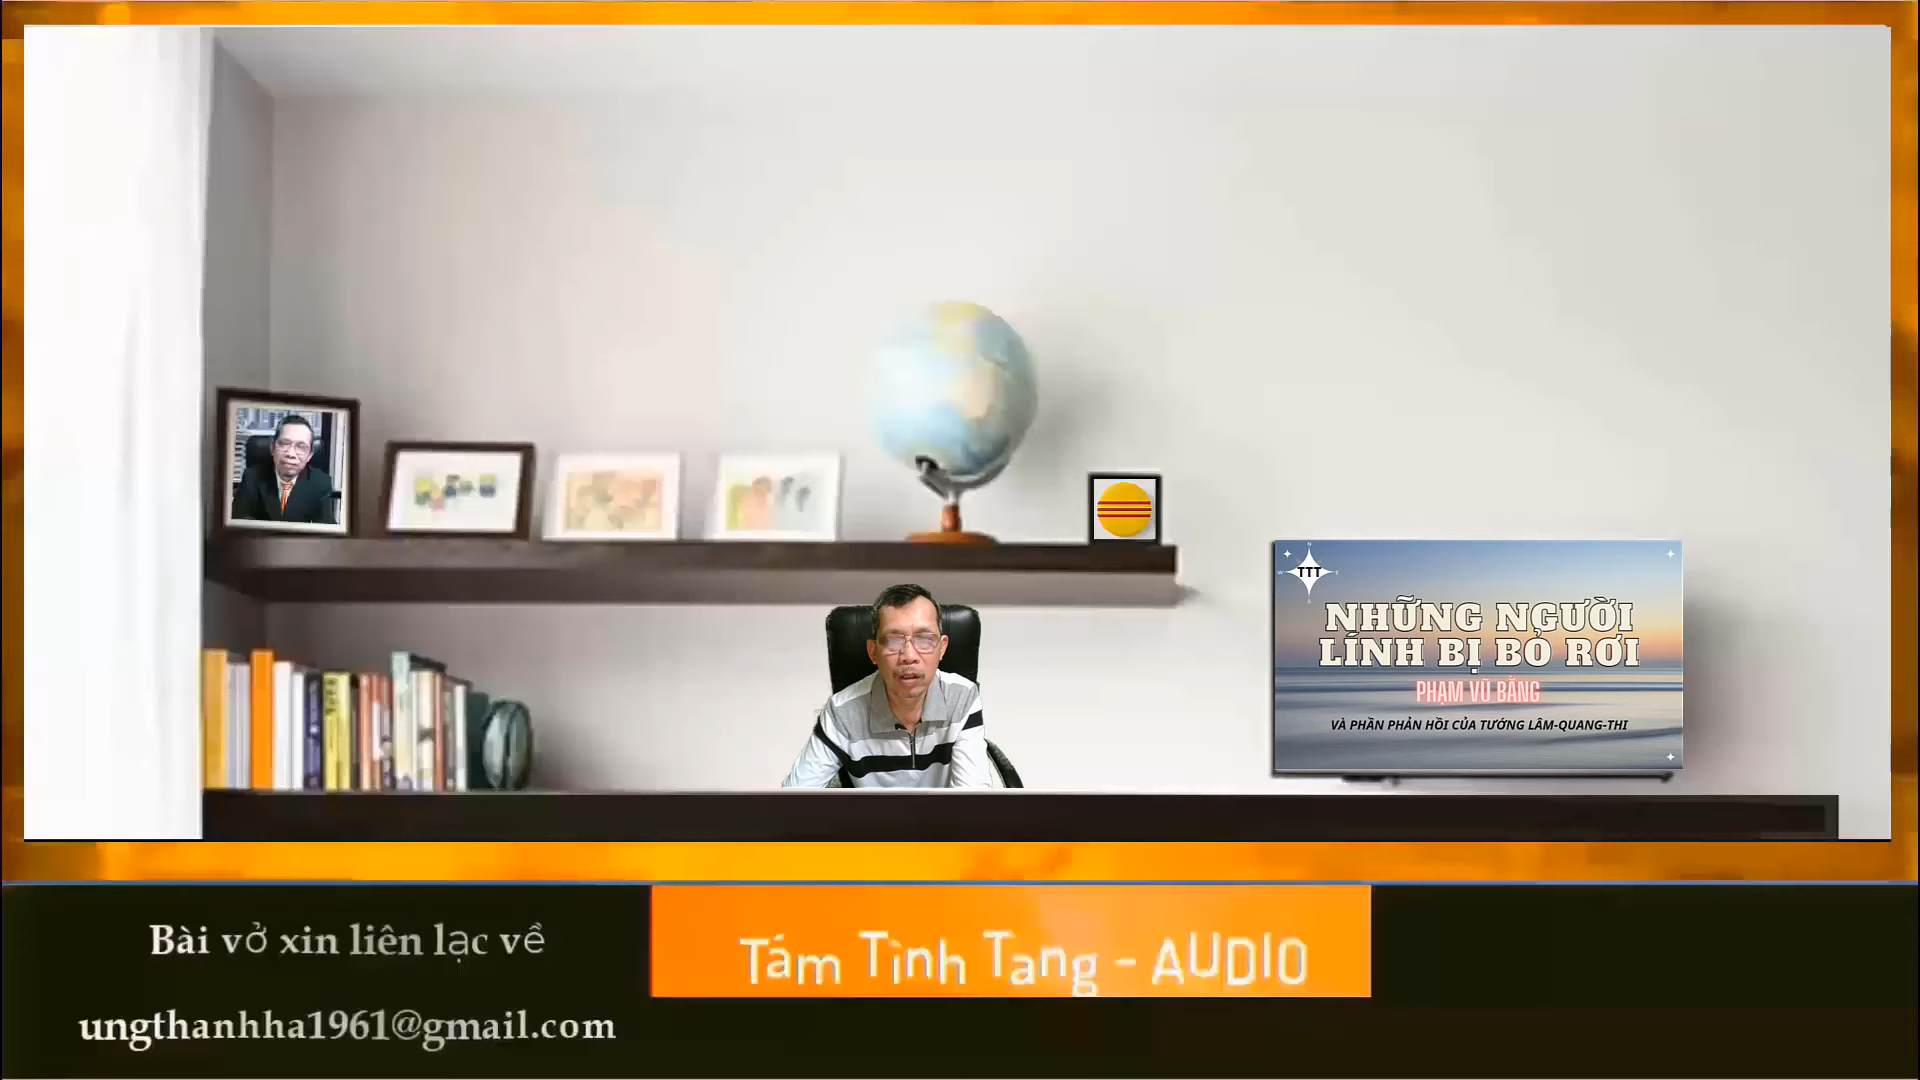 TTT
NHỮNG NGƯỜI
LÍNH BỊ BỎ RƠI
PHẠM VŨ BẰNG
VÀ PHẦN PHẢN HỒI CỦA TƯỚNG LÂM-QUANG-THI
Bài vở xin liên lạc về
ungthanhha1961@gmail.com
Tám Tình Tang - AUDIO